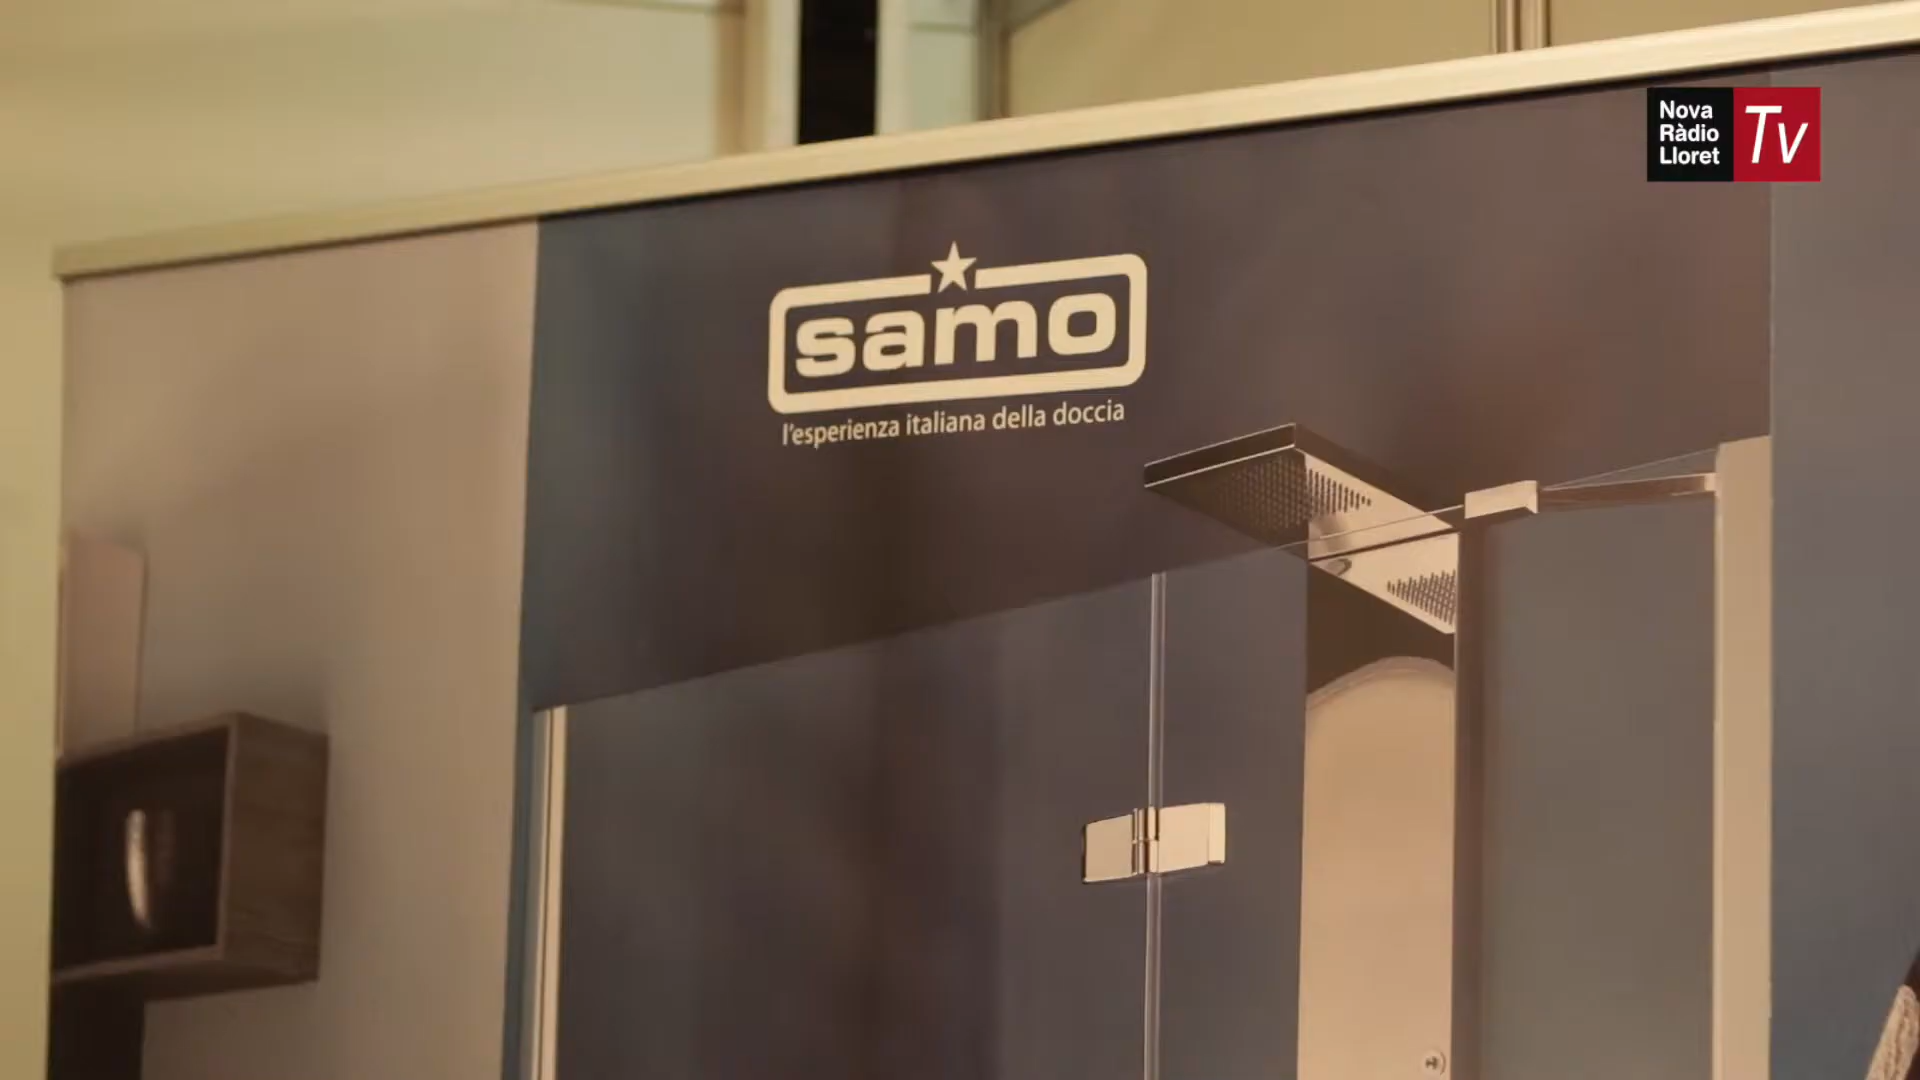 Nova
Ràdio
Lloret
Tv
samo
l'esperienza italiana della doccia